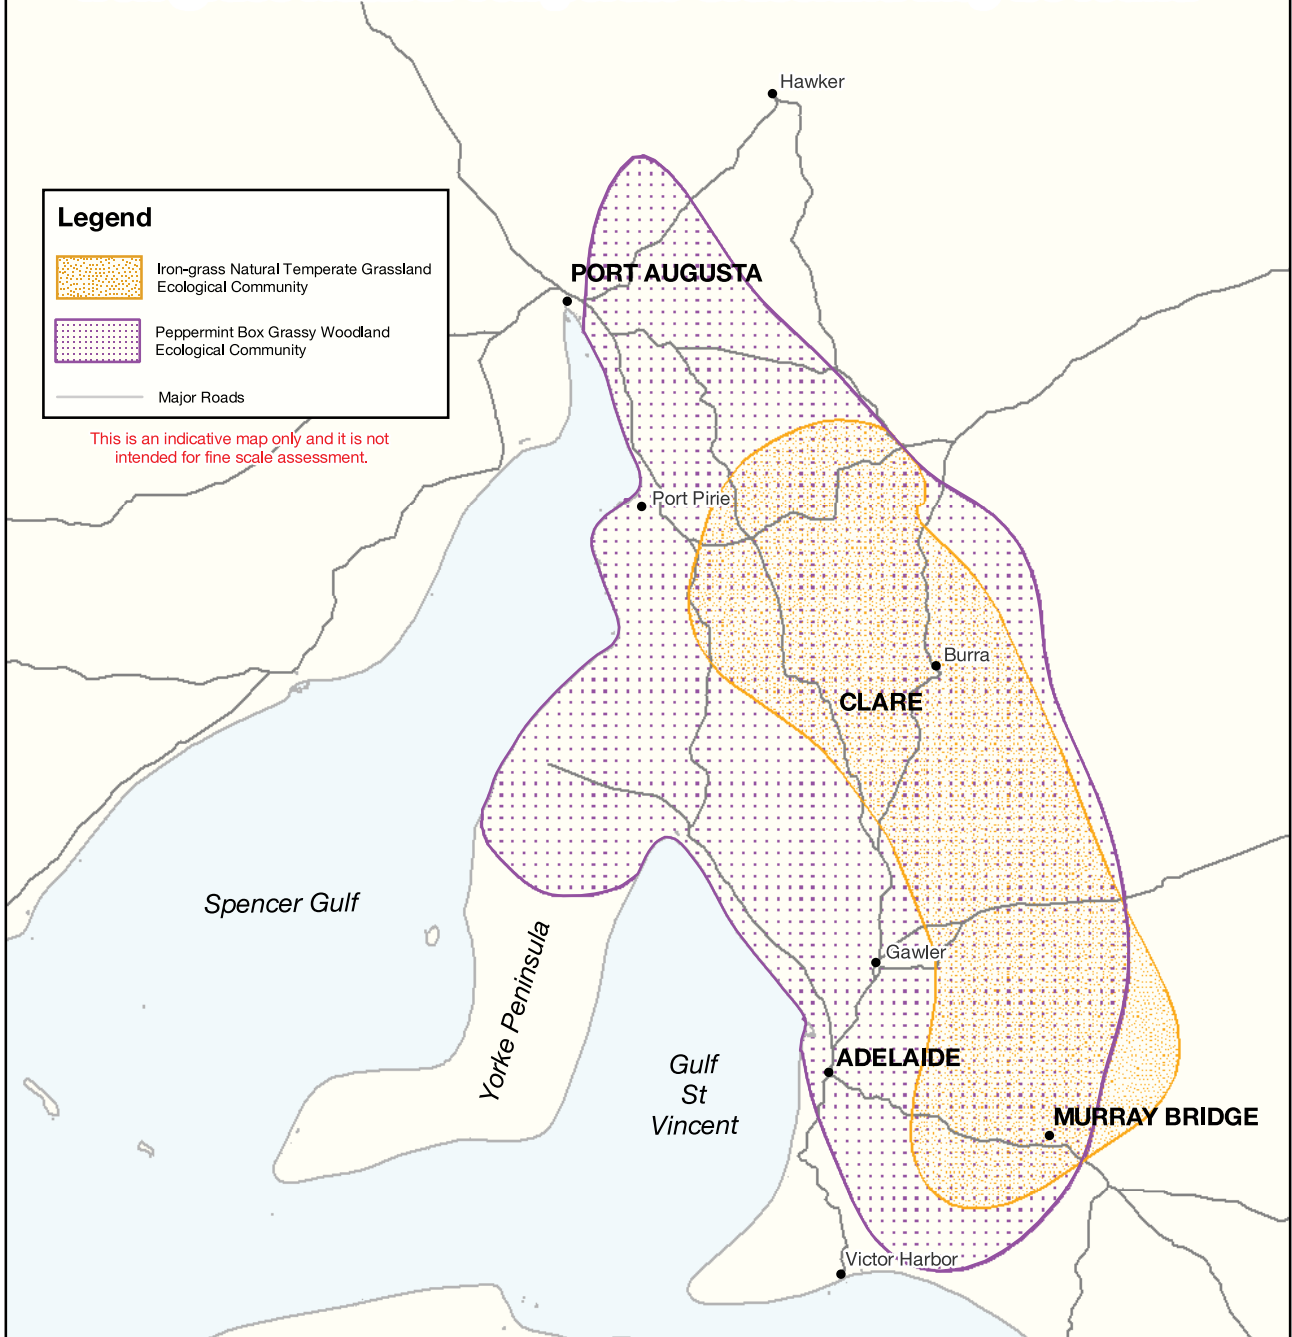 Hawker
Legend
Iron-grass Natural Temperate Grassland
Ecological Community
Peppermint Box Grassy Woodland
Ecological Community
Major Roads
This is an indicative map only and it is not
intended for fine scale assessment.
PORT AUGUSTA
Port Pirie
Burra
CLARE
Spencer Gulf
Yorke Peninsula
Gawler
Gulf
St
Vincent
ADELAIDE
MURRAY BRIDGE
Victor Harbor